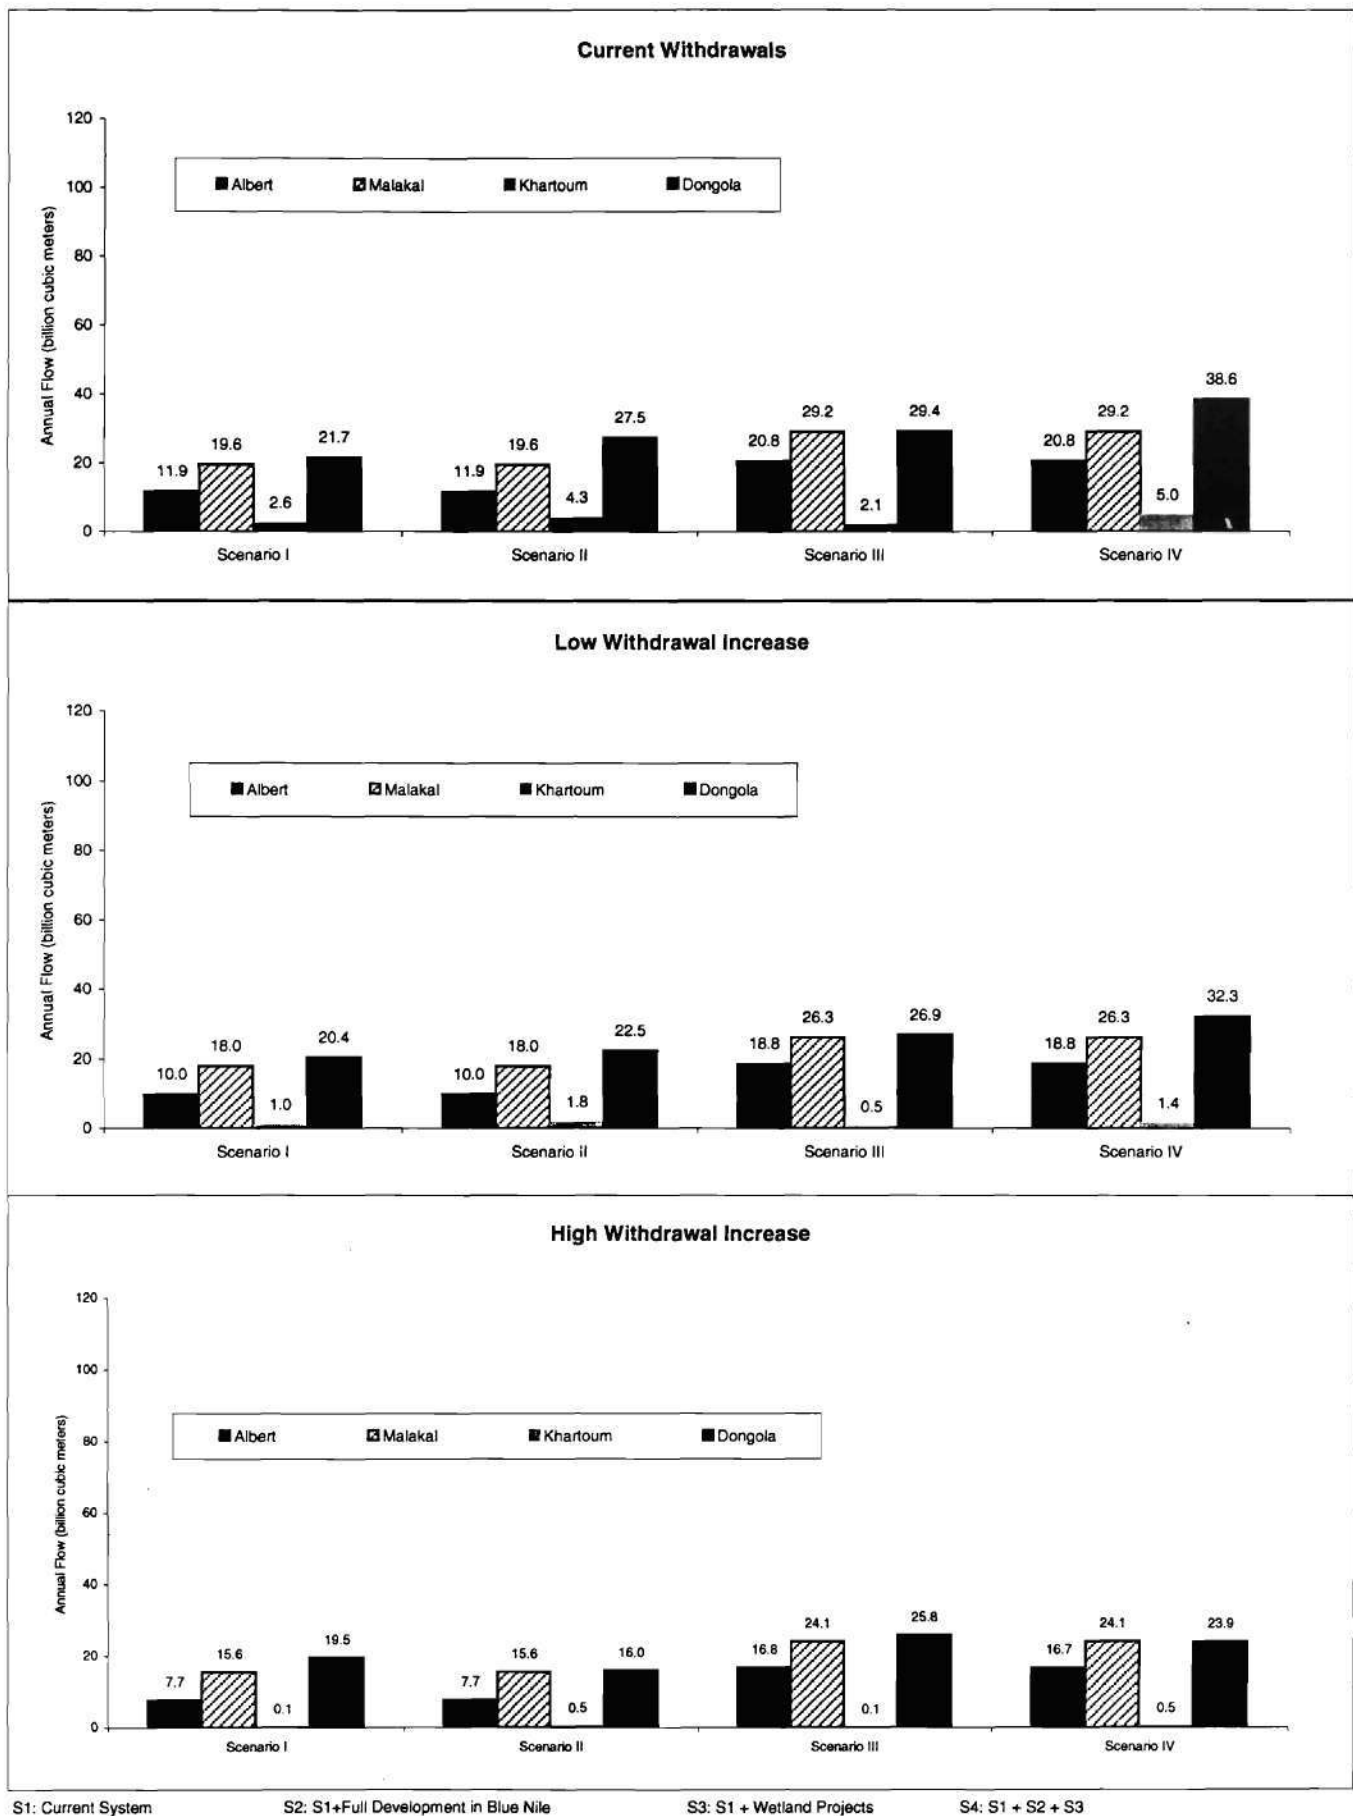 Current Withdrawals
120
100
80
60
40
20
0
Annual Flow (billion cubic meters)
Albert Malakal Khartoum Dongola
11.9 19.6 2.6 21.7
11.9 19.6 4.3 27.5
20.8 29.2 2.1 29.4
20.8 29.2 5.0 38.6
Scenario I Scenario II Scenario III Scenario IV
Low Withdrawal Increase
120
100
80
60
40
20
0
Annual Flow (billion cubic meters)
Albert Malakal Khartoum Dongola
10.0 18.0 1.0 20.4
10.0 18.0 1.8 22.5
18.8 26.3 0.5 26.9
18.8 26.3 1.4 32.3
Scenario I Scenario II Scenario III Scenario IV
High Withdrawal Increase
120
100
80
60
40
20
0
Annual Flow (billion cubic meters)
Albert Malakal Khartoum Dongola
7.7 15.6 0.1 19.5
7.7 15.6 0.5 16.0
16.8 24.1 0.1 25.8
16.7 24.1 0.5 23.9
Scenario I Scenario II Scenario III Scenario IV
S1: Current System S2: S1+Full Development in Blue Nile S3: S1 + Wetland Projects S4: S1 + S2 + S3